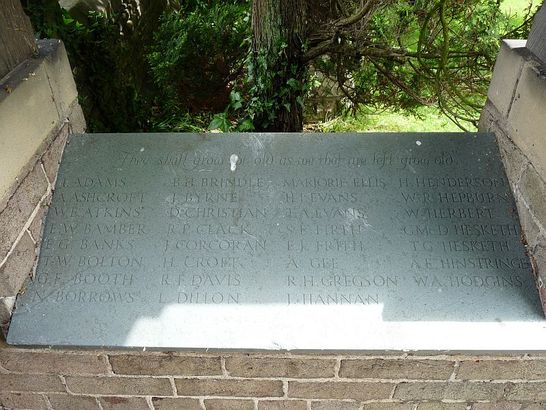 They shall grow not old as we that are left grow old
ADAMS B.H. BRINDLE MARJORIE ELLIS H. HENDERSON
ASHCROFT J. BYRNE H.J. EVANS W.R. HEPBURN
W.B. ATKINS D. CHRISTIAN T.A. EVANS W. HERBERT
E.W. BAMBER R.P. CLACK S.K. FIRTH G.MC.D. HESKETH
E.G. BANKS J. CORCORAN E.J. FRITH T.G. HESKETH
T.W. BOLTON H. CROFT A. GEE A.E. HINSTRINGE
G.F. BOOTH R.F. DAVIS R.H. GREGSON W.A. HODGINS
N. BORROWS L. DILLON J. HANNAN